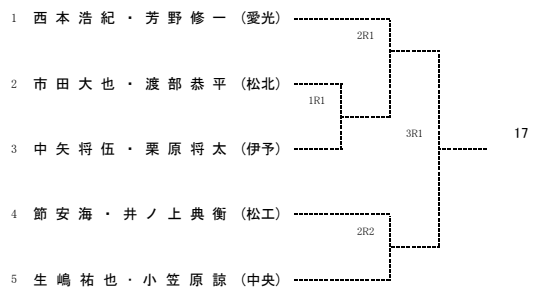 1 西本浩紀・芳野修一 (愛光)
2R1
2 市田大也・渡部恭平 (松北)
1R1
3R1
17
3 中矢将伍・栗原将太 (伊予)
4 節安海・井ノ上典衡 (松工)
2R2
5 生嶋祐也・小笠原諒 (中央)